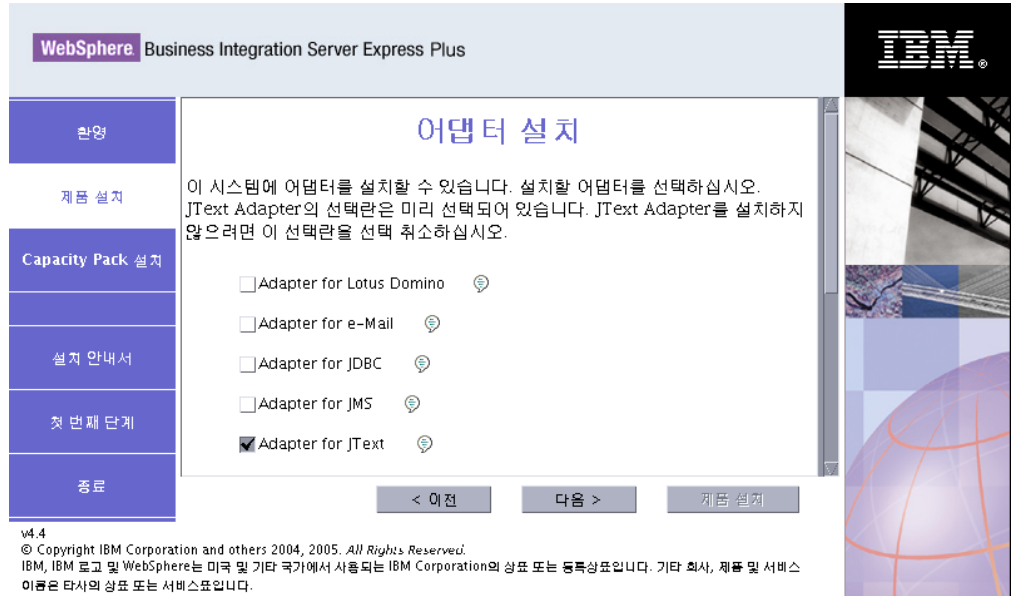 WebSphere. Business Integration Server Express Plus
IBM®
환영
제품 설치
Capacity Pack 설치
설치 안내서
첫 번째 단계
종료
어댑터 설치
이 시스템에 어댑터를 설치할 수 있습니다. 설치할 어댑터를 선택하십시오.
JText Adapter의 선택란은 미리 선택되어 있습니다. JText Adapter를 설치하지
않으려면 이 선택란을 선택 취소하십시오.
Adapter for Lotus Domino
Adapter for e-Mail
Adapter for JDBC
Adapter for JMS
Adapter for JText
< 이전
다음 >
제품 설치
v4.4
© Copyright IBM Corporation and others 2004, 2005. All Rights Reserved.
IBM, IBM 로고 및 WebSphere는 미국 및 기타 국가에서 사용되는 IBM Corporation의 상표 또는 등록상표입니다. 기타 회사, 제품 및 서비스
이름은 타사의 상표 또는 서비스표입니다.